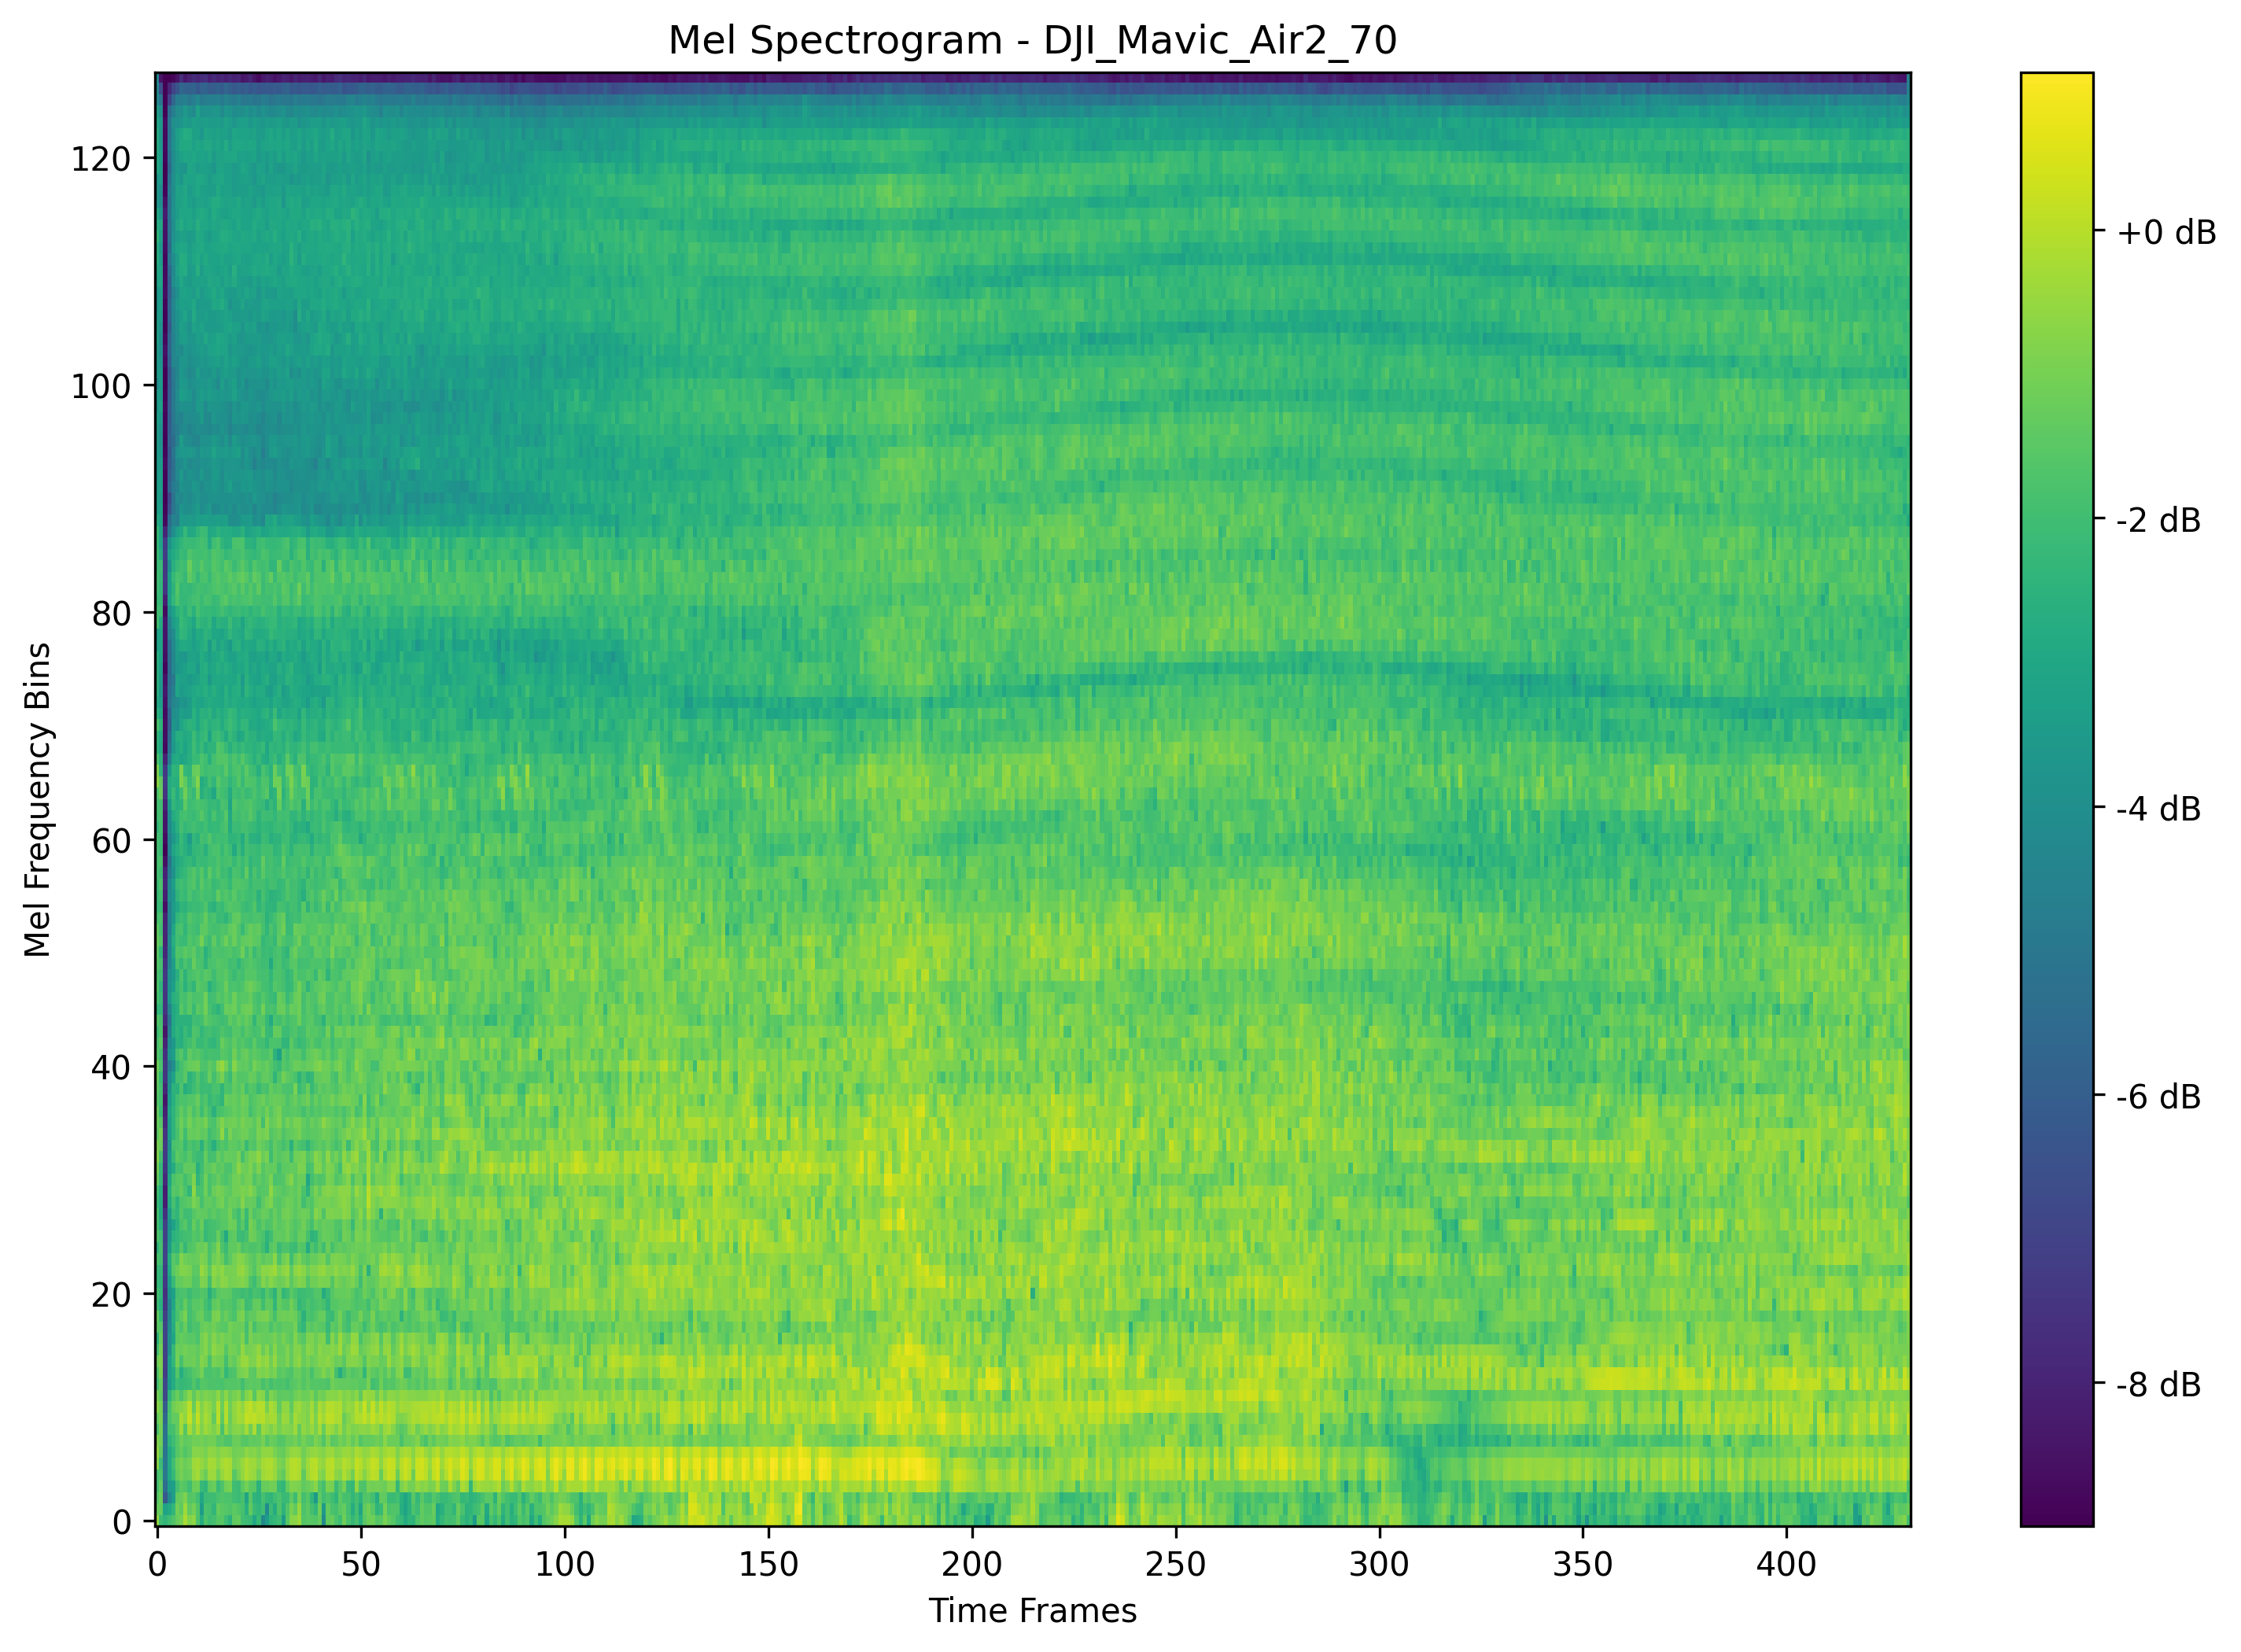 Mel Spectrogram - DJI_Mavic_Air2_70
Mel Frequency Bins
120
100
80
60
40
20
0
0 50 100 150 200 250 300 350 400
Time Frames
+0 dB
-2 dB
-4 dB
-6 dB
-8 dB